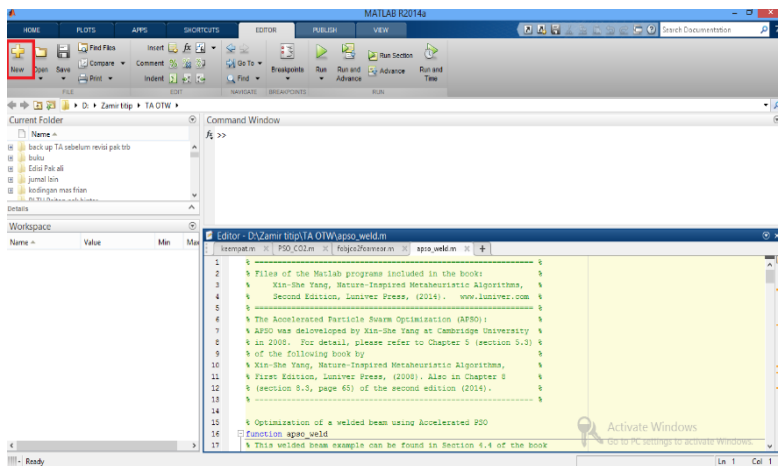 MATLAB R2014a
HOME PLOTS APPS SHORTCUTS EDITOR PUBLISH VIEW Search Documentation
New Open Save Find Files Compare Print Insert fx Comment Indent Go To Find Breakpoints Run Run and Advance Run Section Advance Run and Time
FILE EDIT NAVIGATE BREAKPOINTS RUN
D: Zamir titip TA OTW
Current Folder
Name
back up TA sebelum revisi pak trb
buku
Edisi Pak ali
jurnal lain
kodingan mas frian
Details
Workspace
Name Value Min Max
Command Window
fx >>
Editor - D:\Zamir titip\TA OTW\apso_weld.m
keempat.m PSO_CO2.m apso_weld.m +
1 % ================================================== %
2 % Files of the Matlab programs included in the book: %
3 % Xin-She Yang, Nature-Inspired Metaheuristic Algorithms, %
4 % Second Edition, Luniver Press, (2014). www.luniver.com %
5 % ================================================== %
6 % The Accelerated Particle Swarm Optimization (APSO): %
7 % APSO was deloveloped by Xin-She Yang at Cambridge University %
8 % in 2008. For detail, please refer to Chapter 5 (section 5.3) %
9 % of the following book by %
10 % Xin-She Yang, Nature-Inspired Metaheuristic Algorithms, %
11 % First Edition, Luniver Press, (2008). Also in Chapter 8 %
12 % (section 8.3, page 65) of the second edition (2014). %
13 % -------------------------------------------------- %
14
15 % Optimization of a welded beam using Accelerated PSO
16 function apso_weld
17 % This welded beam example can be found in Section 4.4 of the book
Activate Windows
Go to PC settings to activate Windows.
Ready
Ln 1 Col 1